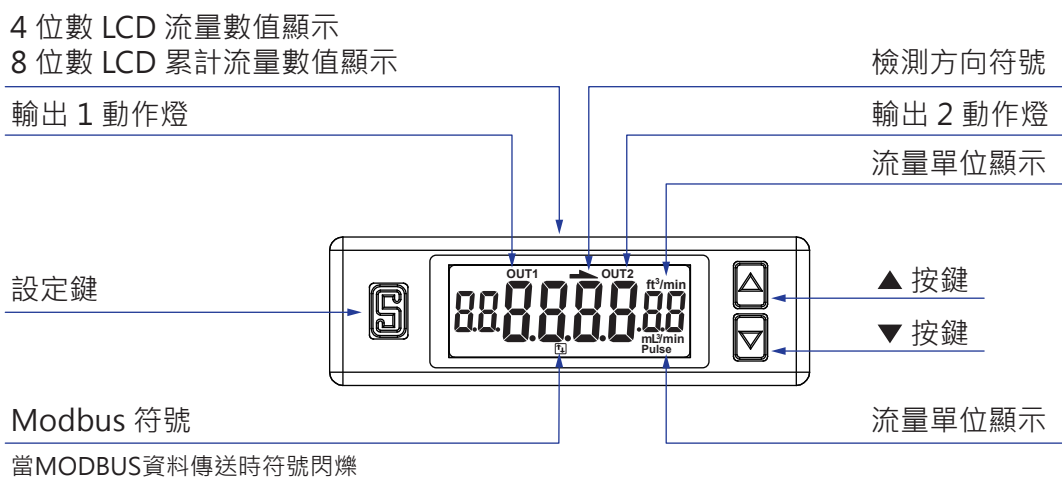 4 位數 LCD 流量數值顯示
8 位數 LCD 累計流量數值顯示
檢測方向符號
輸出 1 動作燈
輸出 2 動作燈
流量單位顯示
OUT1
OUT2
ft³/min
設定鍵
S
8.8.8.8.8.8.8.8
▲ 按鍵
mL³/min
Pulse
▼ 按鍵
Modbus 符號
流量單位顯示
當MODBUS資料傳送時符號閃爍